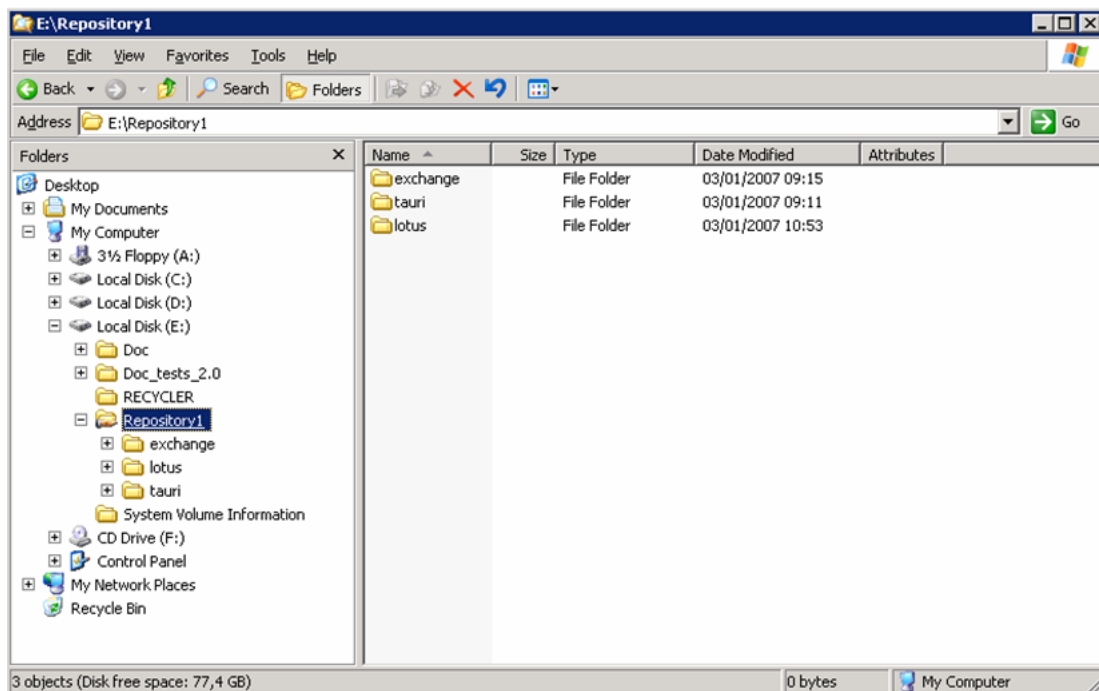 E:\Repository1
File Edit View Favorites Tools Help
Back Search Folders
Address E:\Repository1 Go
Folders
Desktop
My Documents
My Computer
3½ Floppy (A:)
Local Disk (C:)
Local Disk (D:)
Local Disk (E:)
Doc
Doc_tests_2.0
RECYCLER
Repository1
exchange
lotus
tauri
System Volume Information
CD Drive (F:)
Control Panel
My Network Places
Recycle Bin
Name Size Type Date Modified Attributes
exchange File Folder 03/01/2007 09:15
tauri File Folder 03/01/2007 09:11
lotus File Folder 03/01/2007 10:53
3 objects (Disk free space: 77,4 GB) 0 bytes My Computer